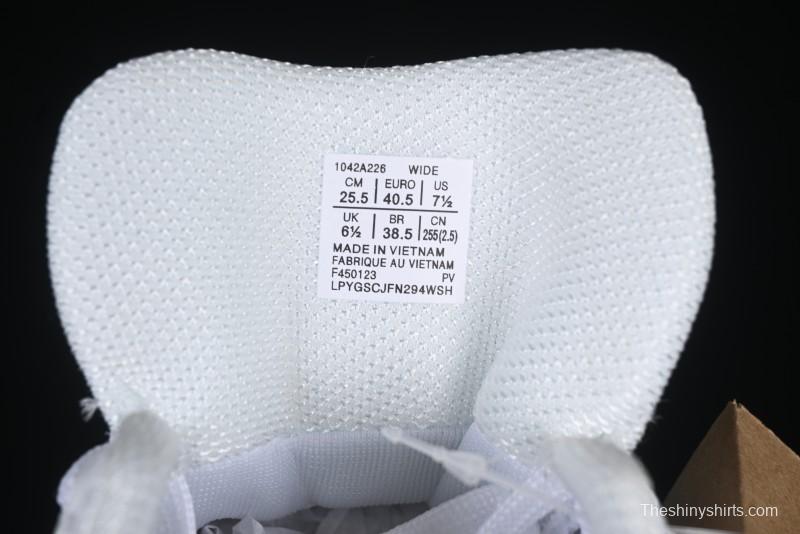 1042A226 WIDE
CM EURO US
25.5 40.5 7½
UK BR CN
6½ 38.5 255(2.5)
MADE IN VIETNAM
FABRIQUE AU VIETNAM
F450123 PV
LPYGSCJFN294WSH
Theshinyshirts.com